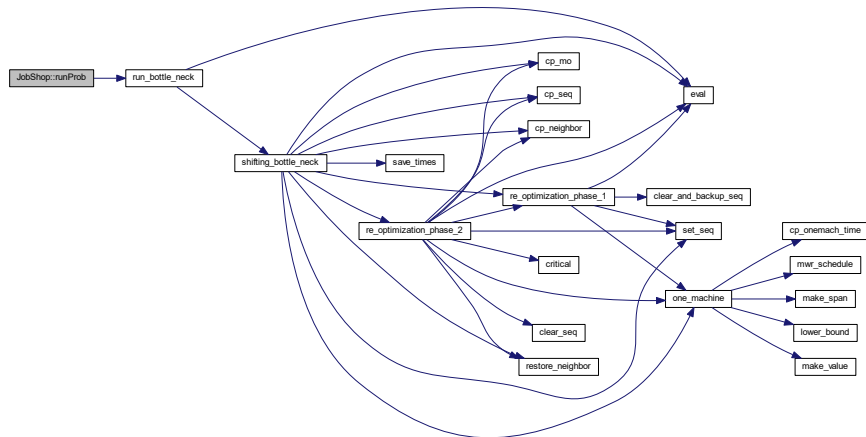 JobShop::runProb
run_bottle_neck
shifting_bottle_neck
cp_mo
cp_seq
cp_neighbor
save_times
eval
re_optimization_phase_1
clear_and_backup_seq
re_optimization_phase_2
set_seq
critical
cp_onemach_time
mwr_schedule
one_machine
make_span
lower_bound
clear_seq
restore_neighbor
make_value